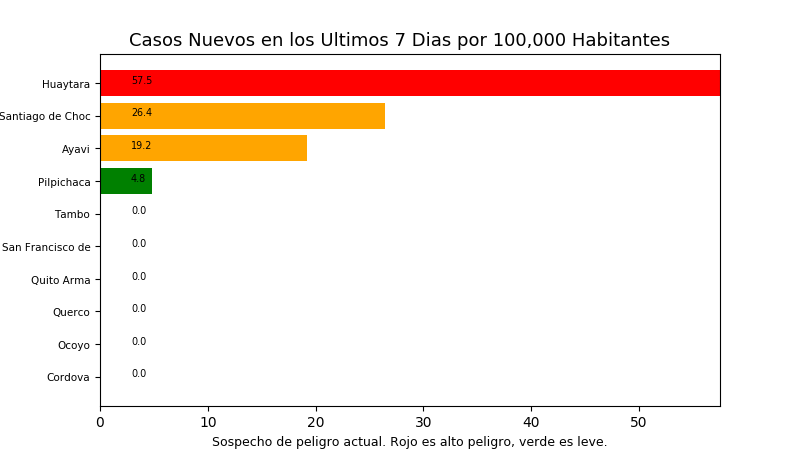 Casos Nuevos en los Ultimos 7 Dias por 100,000 Habitantes
Huaytara 57.5
Santiago de Choc 26.4
Ayavi 19.2
Pilpichaca 4.8
Tambo 0.0
San Francisco de 0.0
Quito Arma 0.0
Querco 0.0
Ocoyo 0.0
Cordova 0.0
0 10 20 30 40 50
Sospecho de peligro actual. Rojo es alto peligro, verde es leve.